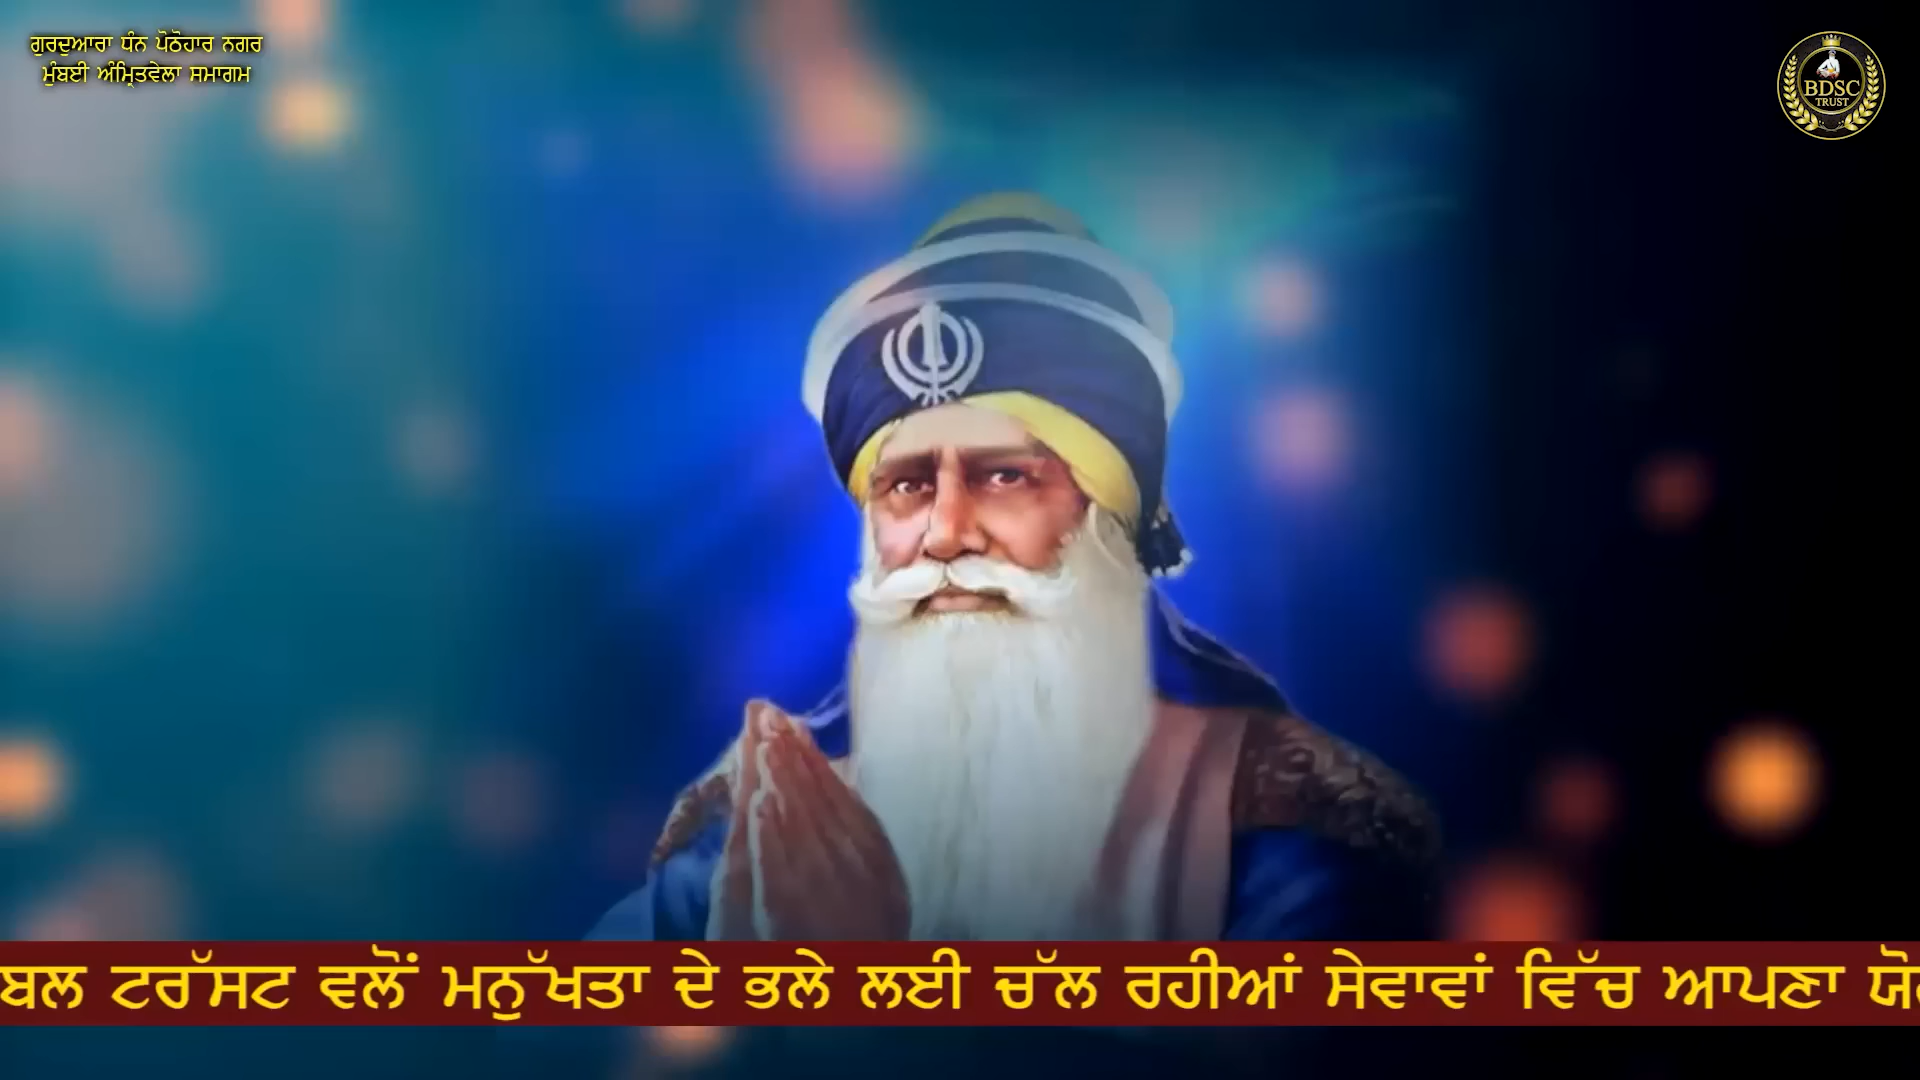 ਗੁਰਦੁਆਰਾ ਧੰਨ ਪੋਠੋਹਾਰ ਨਗਰ
ਮੁੰਬਈ ਅੰਮ੍ਰਿਤਵੇਲਾ ਸਮਾਗਮ
BDSC
TRUST
ਬਲ ਟਰੱਸਟ ਵਲੋਂ ਮਨੁੱਖਤਾ ਦੇ ਭਲੇ ਲਈ ਚੱਲ ਰਹੀਆਂ ਸੇਵਾਵਾਂ ਵਿੱਚ ਆਪਣਾ